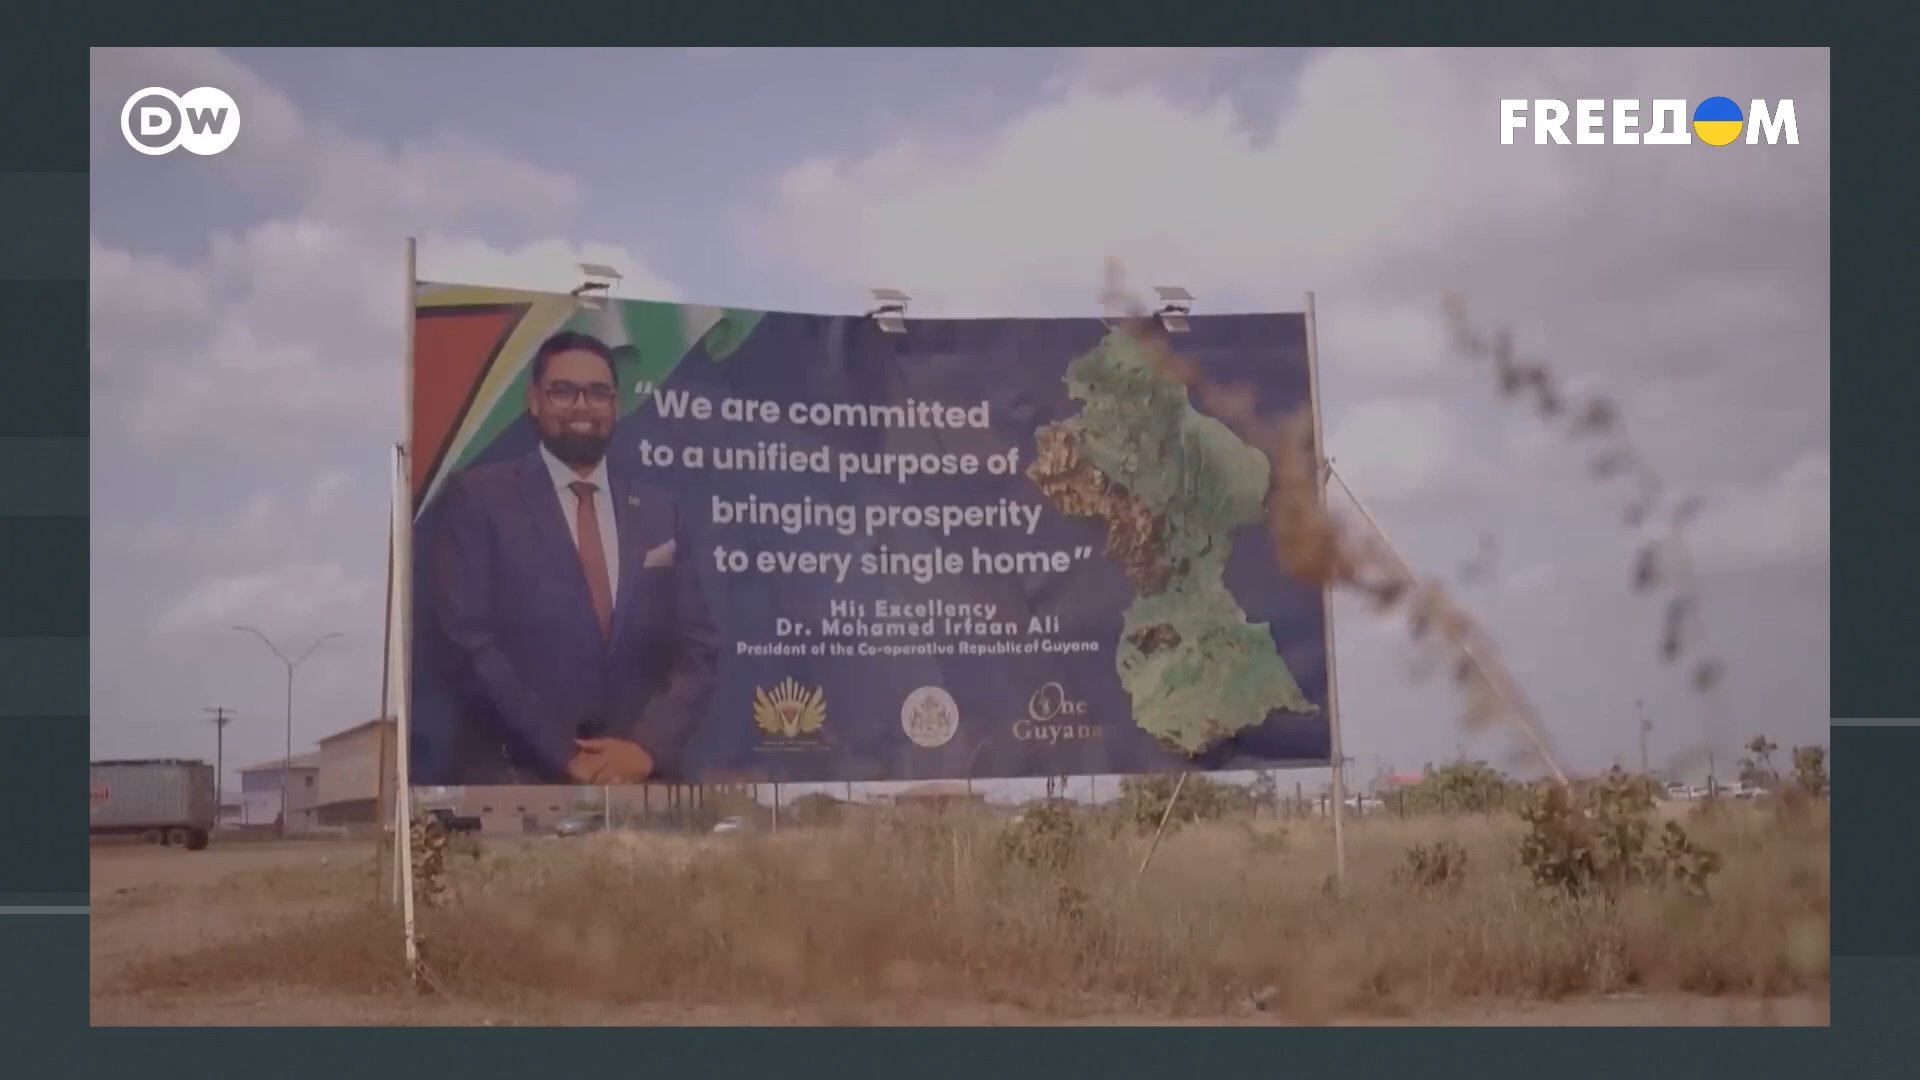 DW
FREEДOM
“We are committed
to a unified purpose of
bringing prosperity
to every single home”
His Excellency
Dr. Mohamed Irfaan Ali
President of the Co-operative Republic of Guyana
One
Guyana